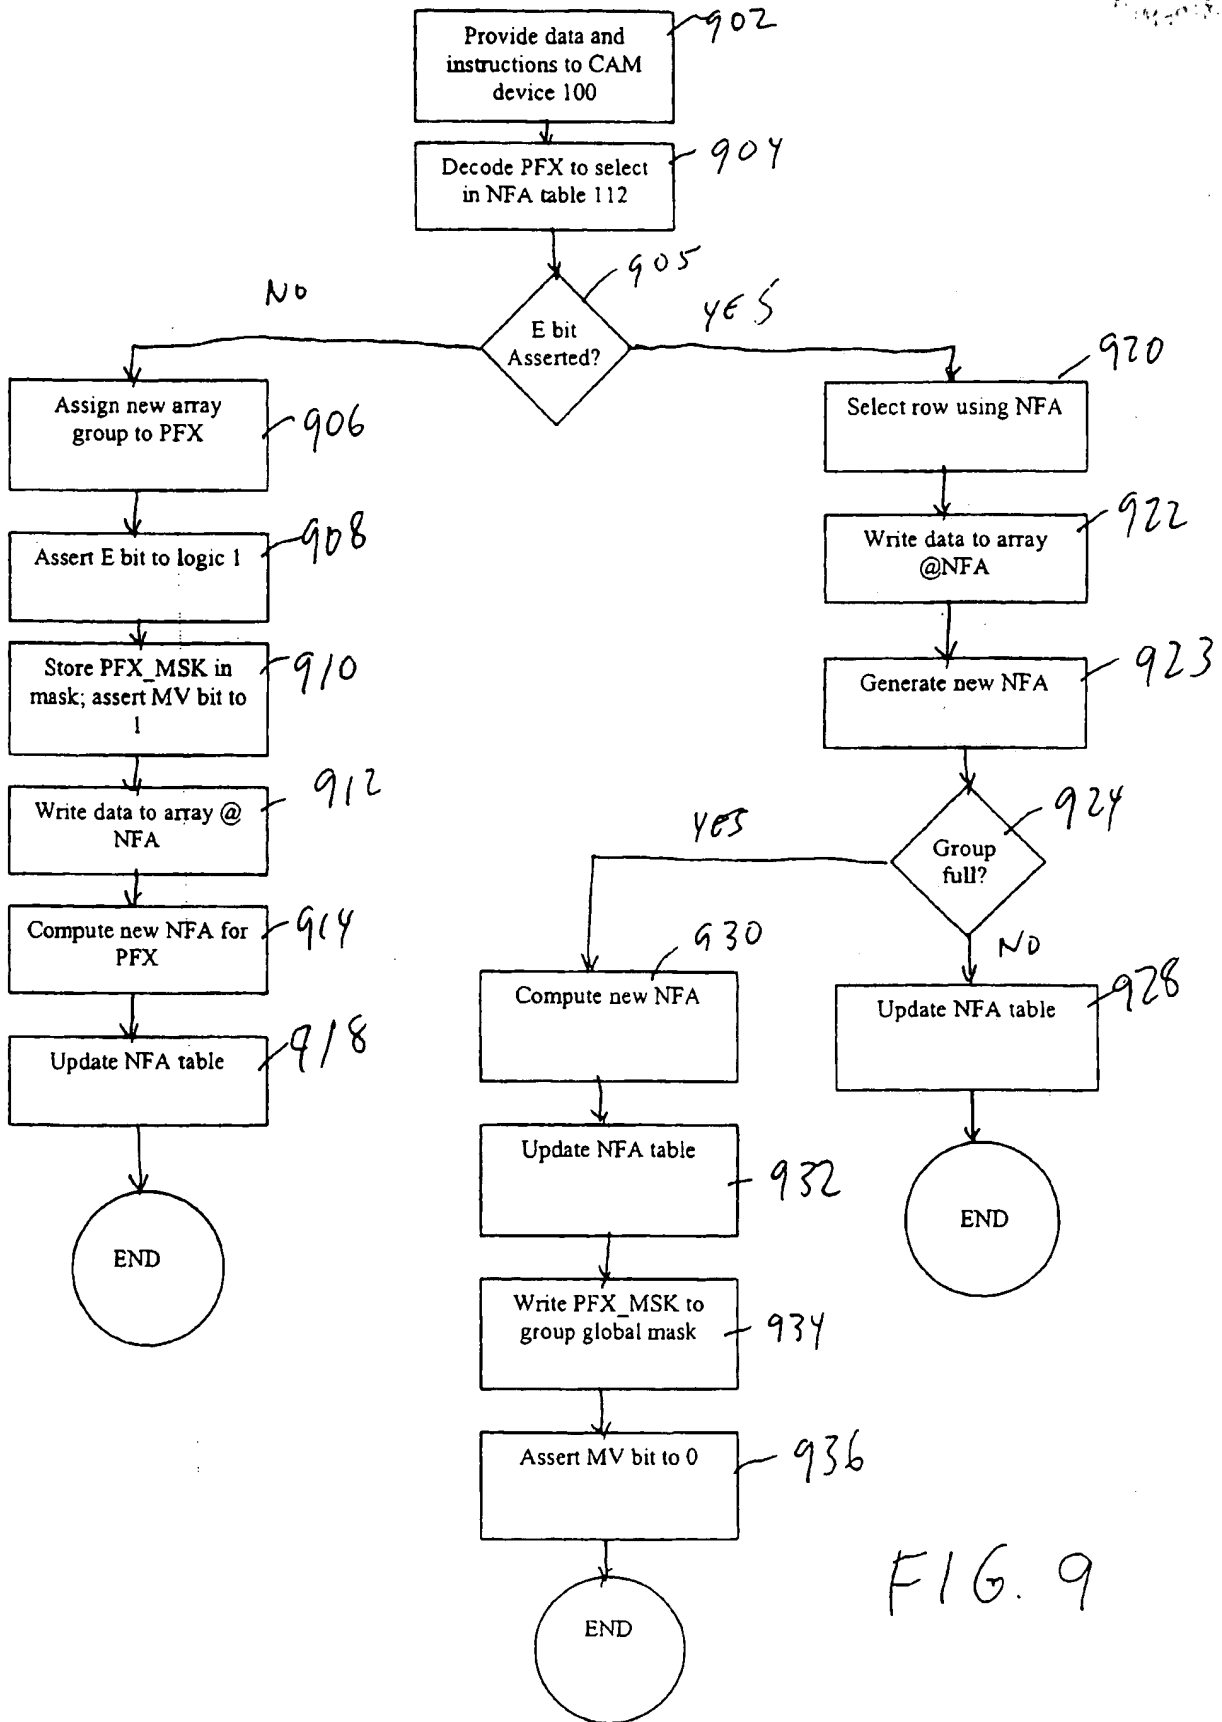 902
Provide data and
instructions to CAM
device 100
904
Decode PFX to select
in NFA table 112
905
E bit
Asserted?
NO
YES
Assign new array
group to PFX
906
Assert E bit to logic 1
908
Store PFX_MSK in
mask; assert MV bit to
1
910
Write data to array @
NFA
912
Compute new NFA for
PFX
914
Update NFA table
918
END
920
Select row using NFA
922
Write data to array
@NFA
923
Generate new NFA
924
Group
full?
YES
NO
928
Update NFA table
END
930
Compute new NFA
Update NFA table
932
Write PFX_MSK to
group global mask
934
Assert MV bit to 0
936
END
FIG. 9